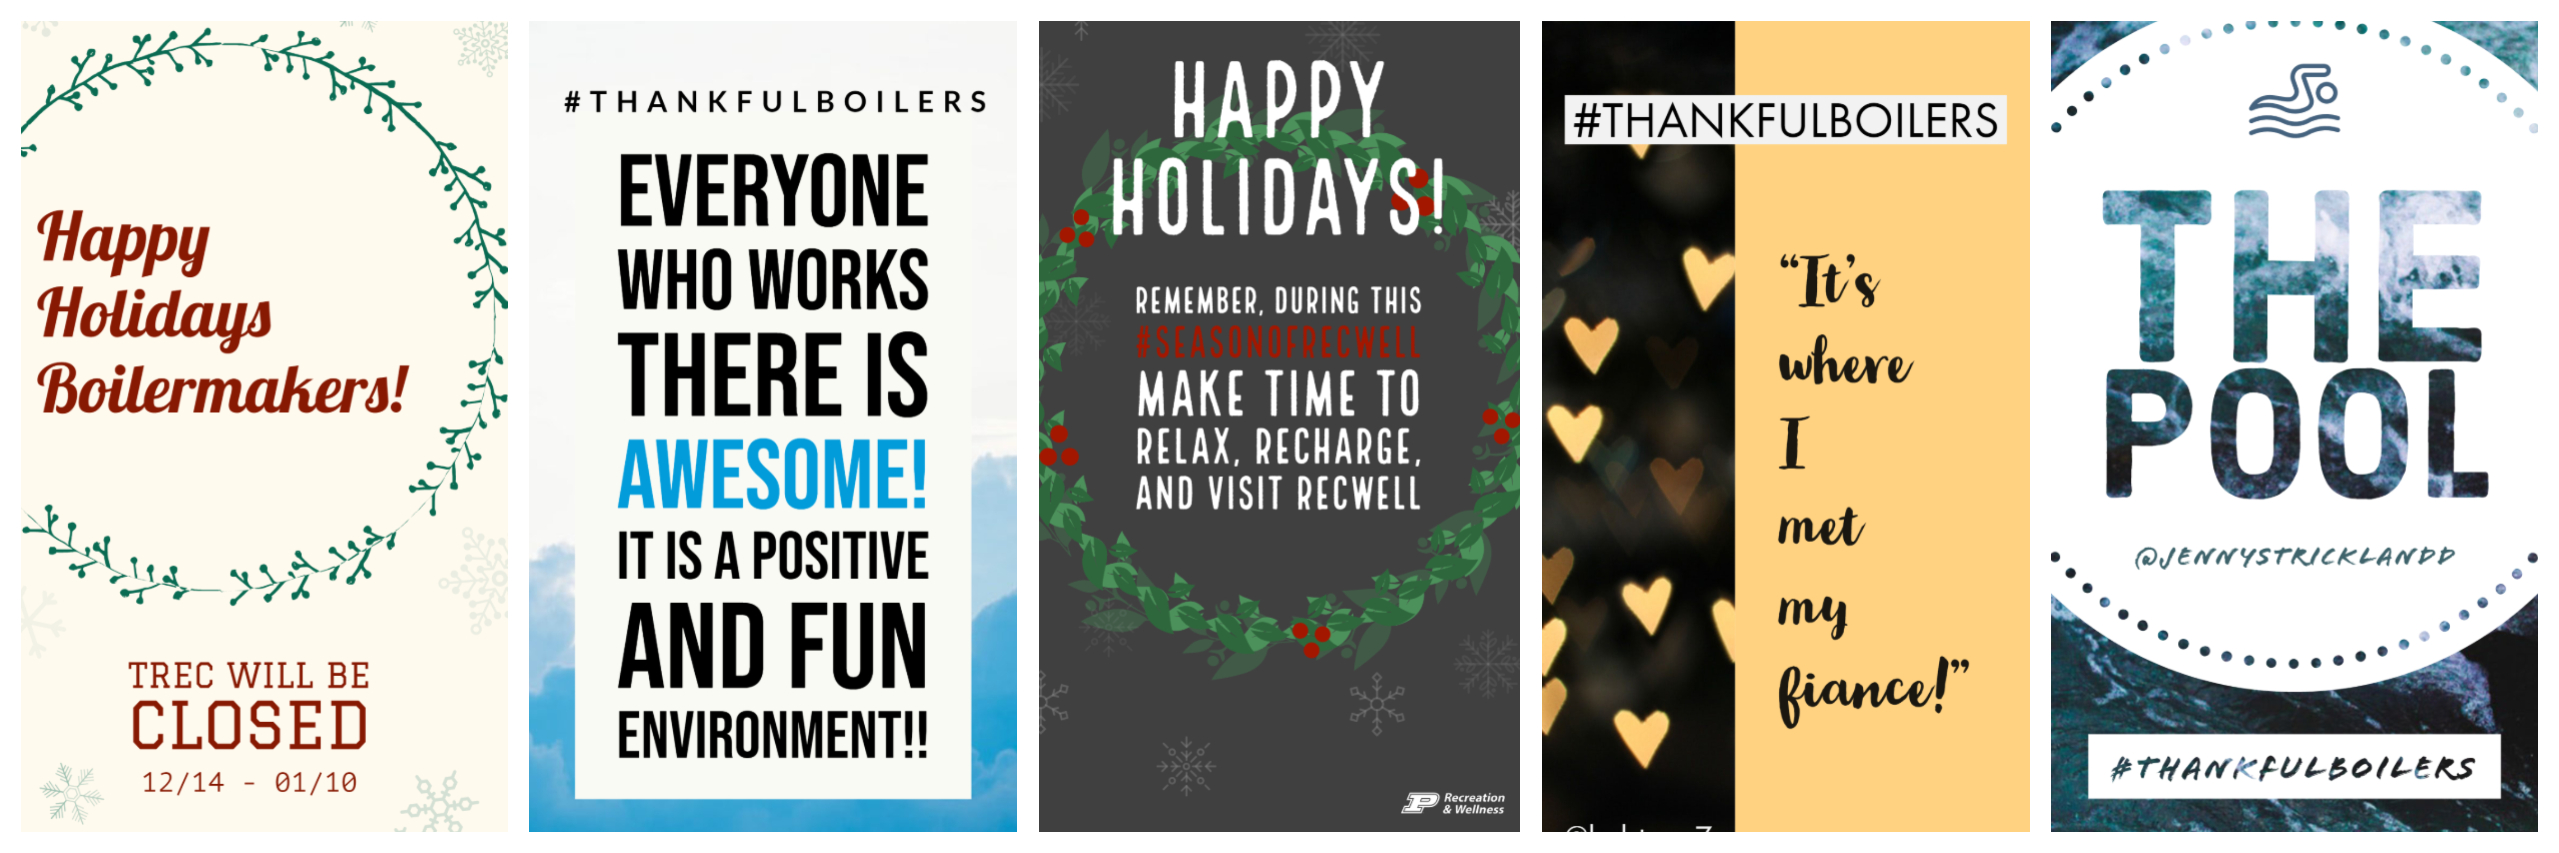 Happy
Holidays
Boilermakers!
TREC WILL BE
CLOSED
12/14 - 01/10
#THANKFULBOILERS
EVERYONE
WHO WORKS
THERE IS
AWESOME!
IT IS A POSITIVE
AND FUN
ENVIRONMENT!!
HAPPY
HOLIDAYS!
REMEMBER, DURING THIS
#SEASONOFRECWELL
MAKE TIME TO
RELAX, RECHARGE,
AND VISIT RECWELL
P Recreation
& Wellness
#THANKFULBOILERS
“It's
where
I
met
my
fiance!”
THE
POOL
@JENNYSTRICKLANDD
#THANKFULBOILERS